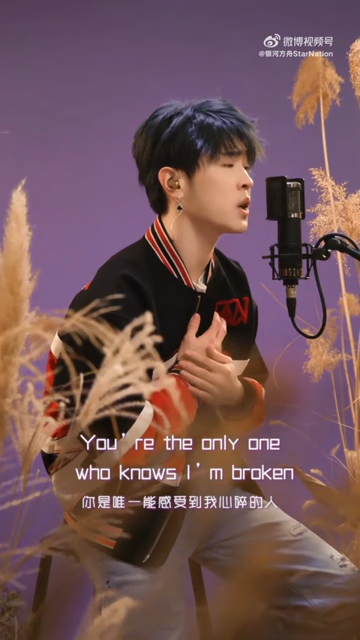 微博视频号
@银河方舟StarNation
You're the only one
who knows I'm broken
你是唯一能感受到我心碎的人